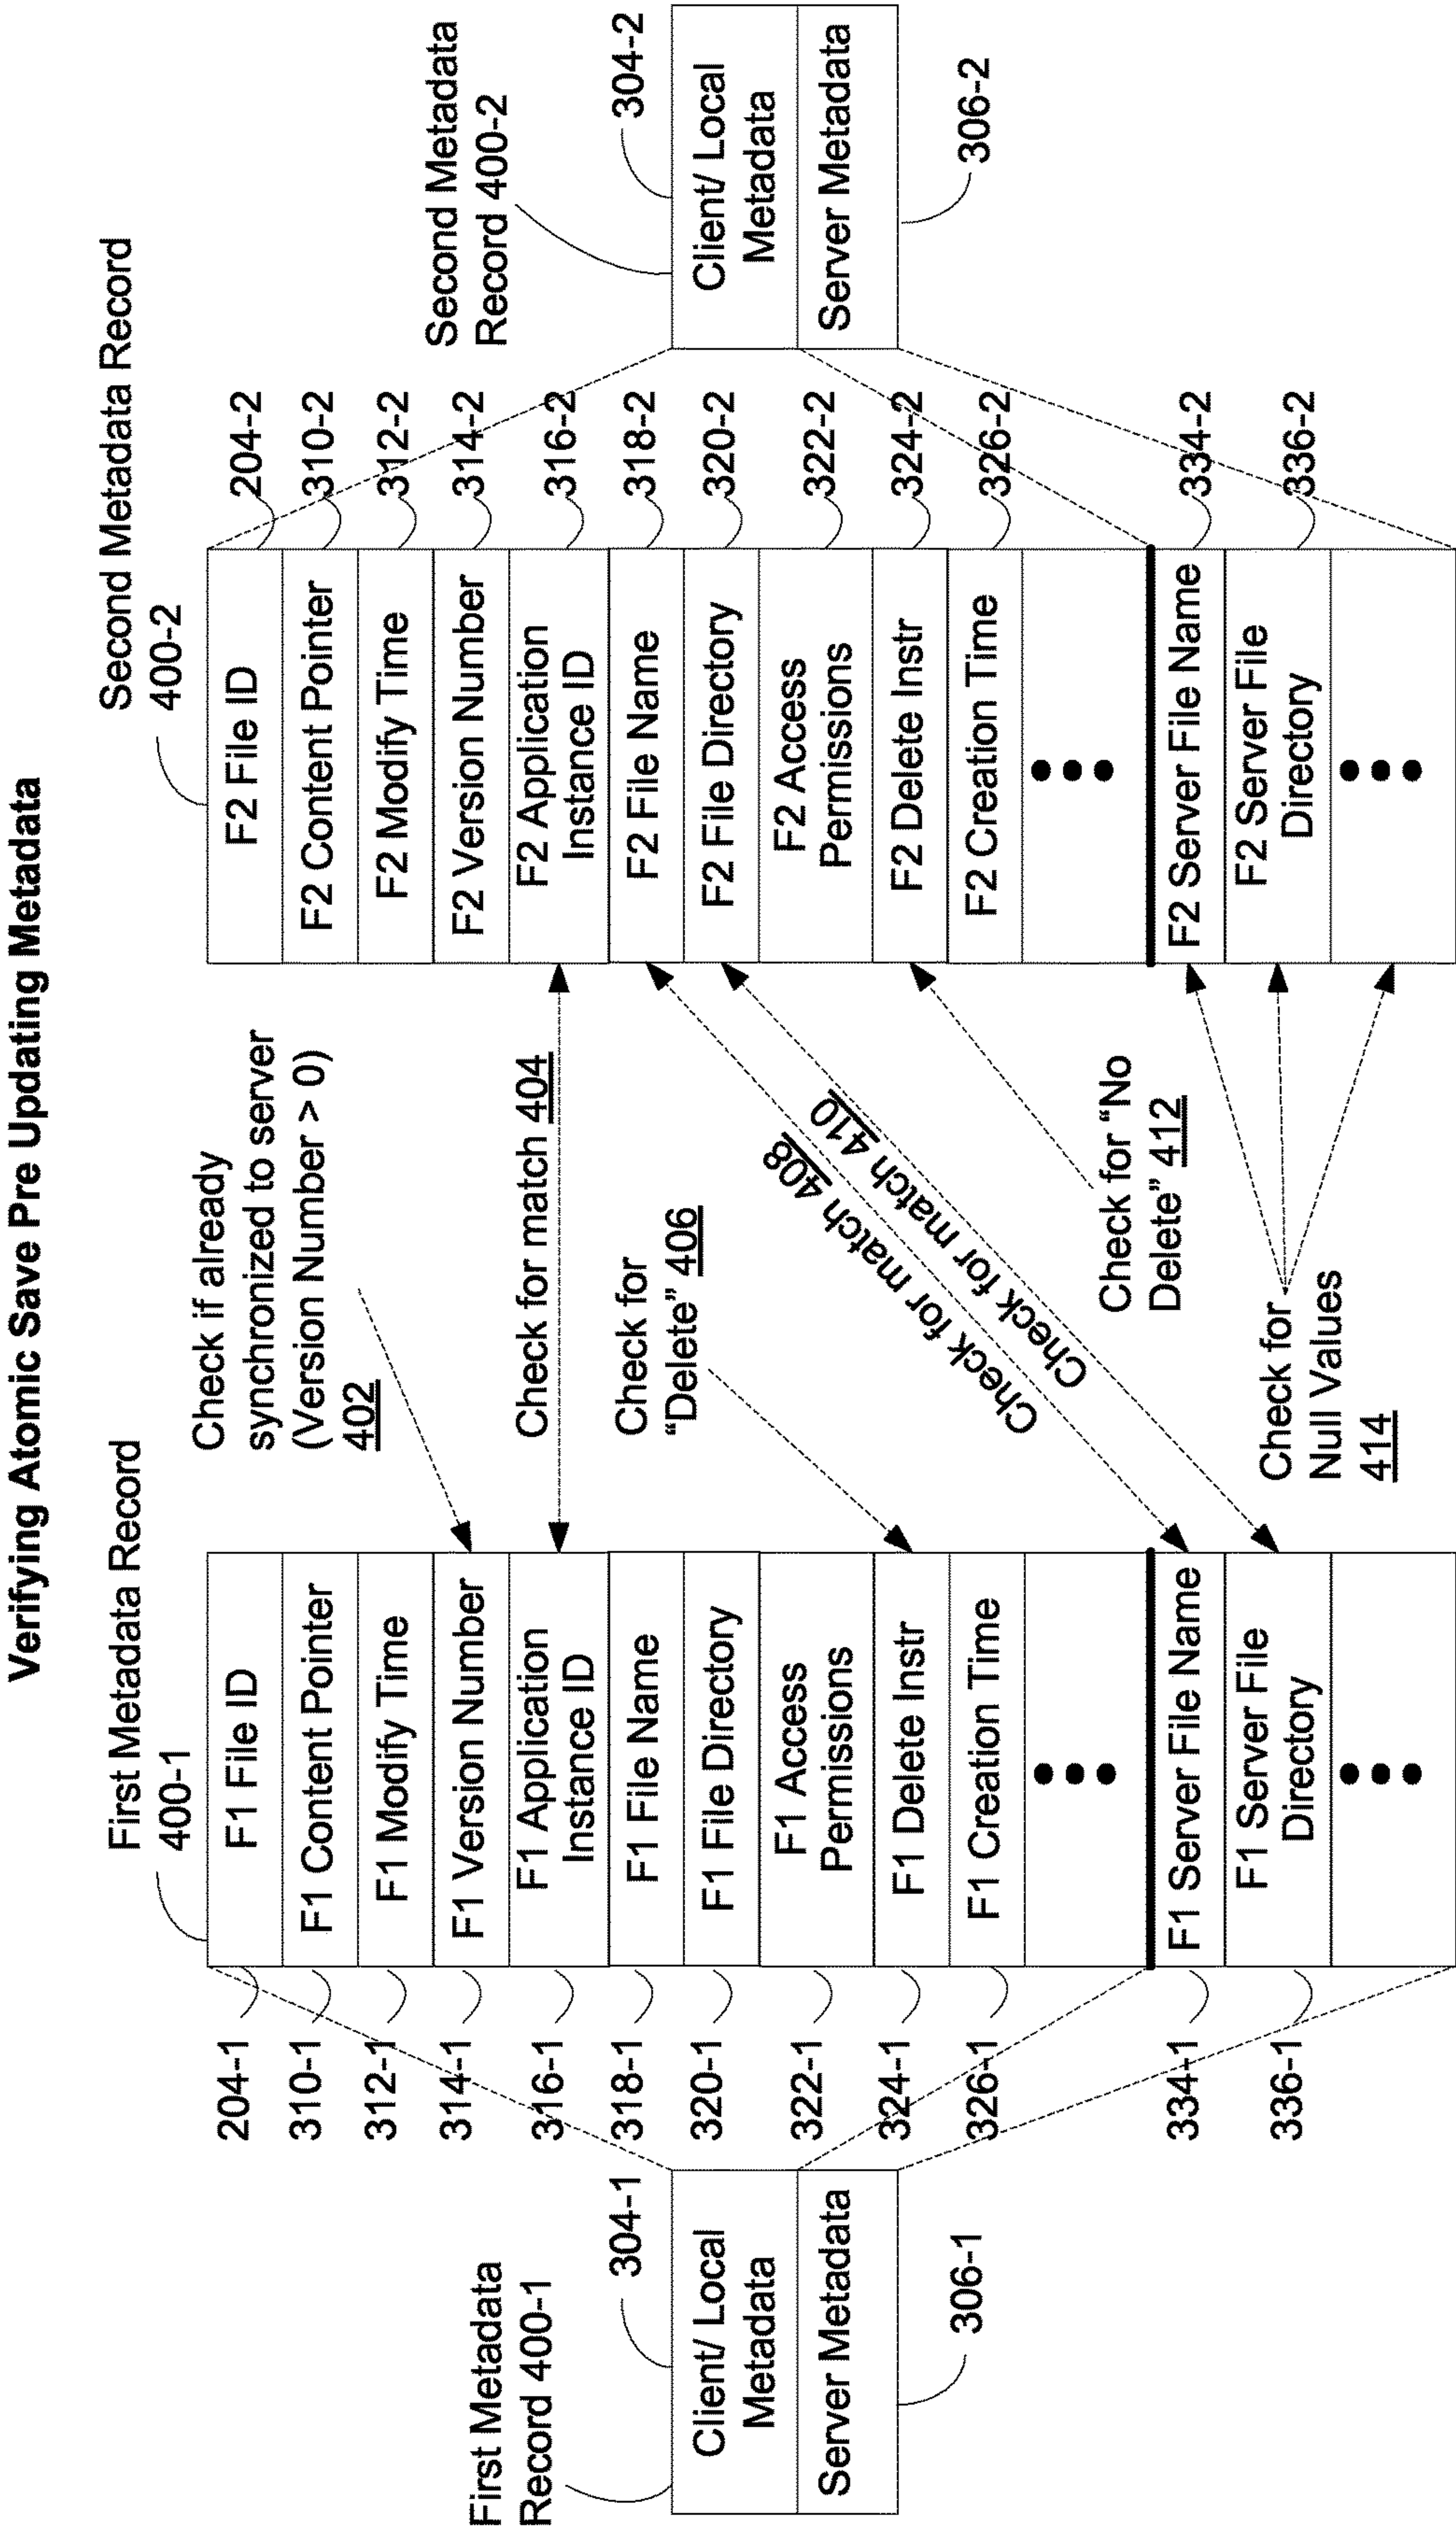 Verifying Atomic Save Pre Updating Metadata
First Metadata
Record 400-1
304-1
Client/ Local
Metadata
Server Metadata
306-1
First Metadata Record
400-1
204-1
310-1
312-1
314-1
316-1
318-1
320-1
322-1
324-1
326-1
334-1
336-1
F1 File ID
F1 Content Pointer
F1 Modify Time
F1 Version Number
F1 Application
Instance ID
F1 File Name
F1 File Directory
F1 Access
Permissions
F1 Delete Instr
F1 Creation Time
F1 Server File Name
F1 Server File
Directory
Check if already
synchronized to server
(Version Number > 0)
402
Check for match 404
Check for
“Delete” 406
Check for match 408
Check for match 410
Check for “No
Delete” 412
Check for
Null Values
414
Second Metadata Record
400-2
F2 File ID
F2 Content Pointer
F2 Modify Time
F2 Version Number
F2 Application
Instance ID
F2 File Name
F2 File Directory
F2 Access
Permissions
F2 Delete Instr
F2 Creation Time
F2 Server File Name
F2 Server File
Directory
204-2
310-2
312-2
314-2
316-2
318-2
320-2
322-2
324-2
326-2
334-2
336-2
Second Metadata
Record 400-2
304-2
Client/ Local
Metadata
Server Metadata
306-2